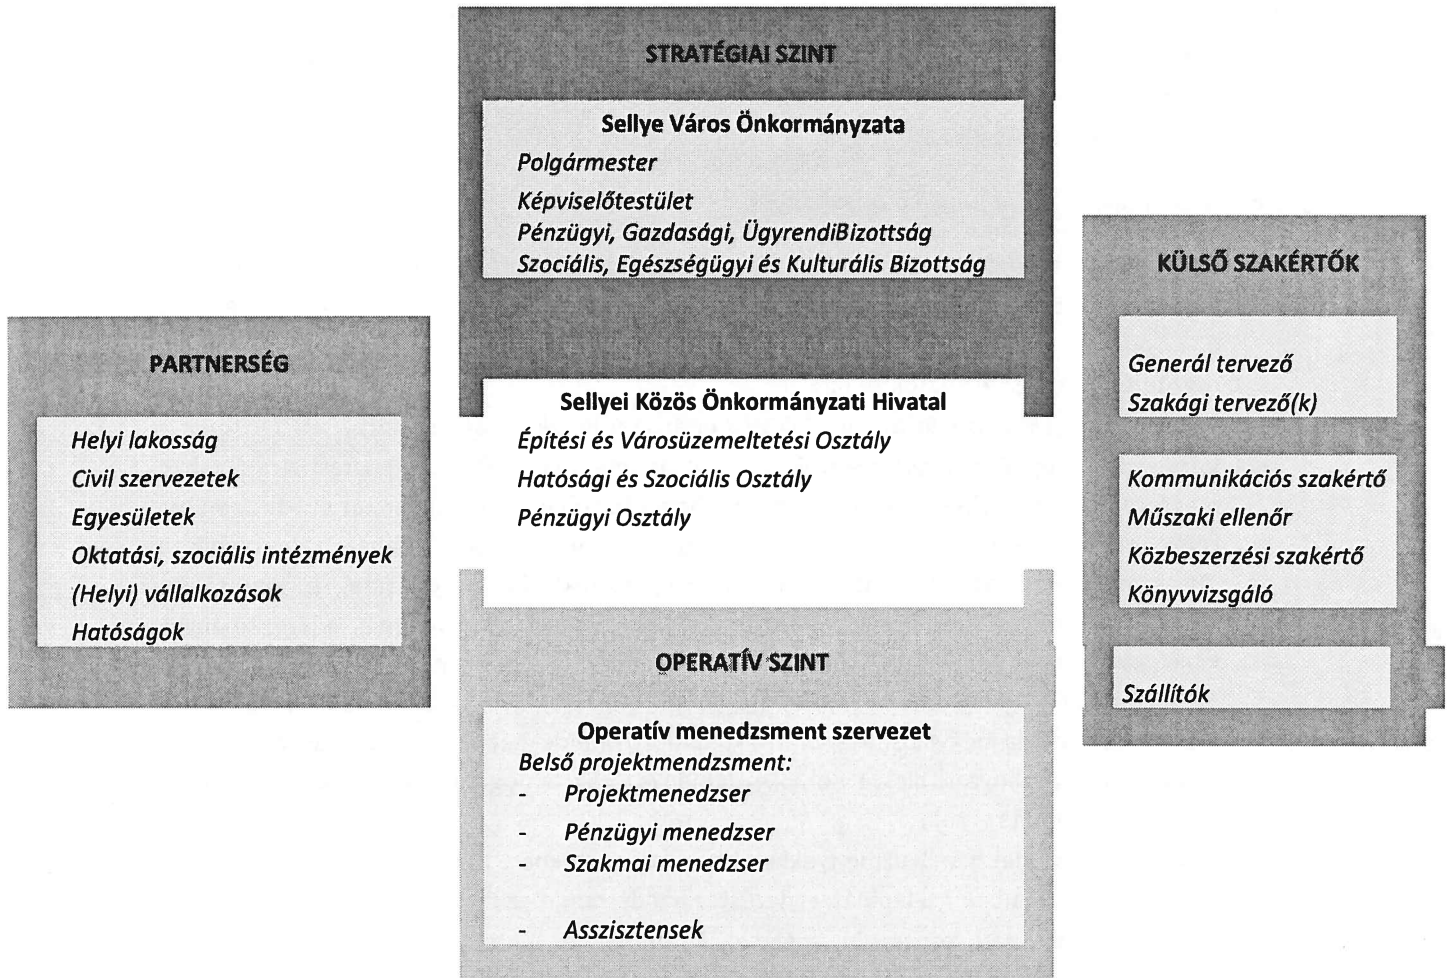 STRATÉGIAI SZINT
Sellye Város Önkormányzata
Polgármester
Képviselőtestület
Pénzügyi, Gazdasági, ÜgyrendiBizottság
Szociális, Egészségügyi és Kulturális Bizottság
PARTNERSÉG
Helyi lakosság
Civil szervezetek
Egyesületek
Oktatási, szociális intézmények
(Helyi) vállalkozások
Hatóságok
Sellyei Közös Önkormányzati Hivatal
Építési és Városüzemeltetési Osztály
Hatósági és Szociális Osztály
Pénzügyi Osztály
KÜLSŐ SZAKÉRTŐK
Generál tervező
Szakági tervező(k)
Kommunikációs szakértő
Műszaki ellenőr
Közbeszerzési szakértő
Könyvvizsgáló
Szállítók
OPERATÍV SZINT
Operatív menedzsment szervezet
Belső projektmendzsment:
- Projektmenedzser
- Pénzügyi menedzser
- Szakmai menedzser
- Asszisztensek